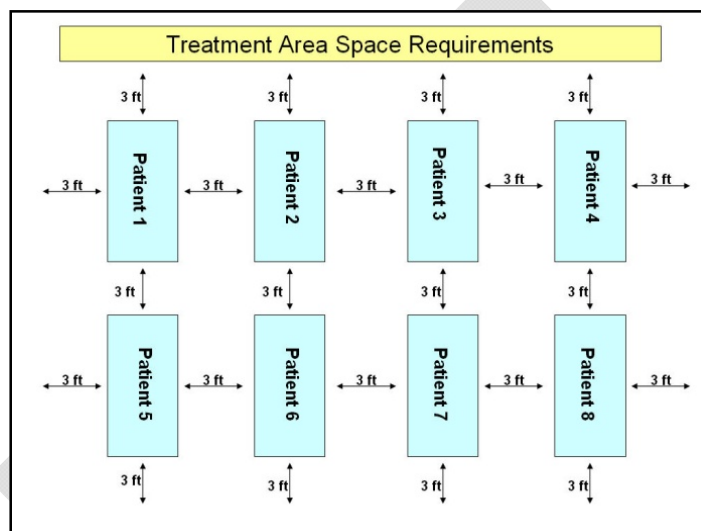 Treatment Area Space Requirements
3 ft 3 ft 3 ft 3 ft
Patient 1 Patient 2 Patient 3 Patient 4
3 ft 3 ft 3 ft 3 ft 3 ft
3 ft 3 ft 3 ft 3 ft
Patient 5 Patient 6 Patient 7 Patient 8
3 ft 3 ft 3 ft 3 ft 3 ft
3 ft 3 ft 3 ft 3 ft